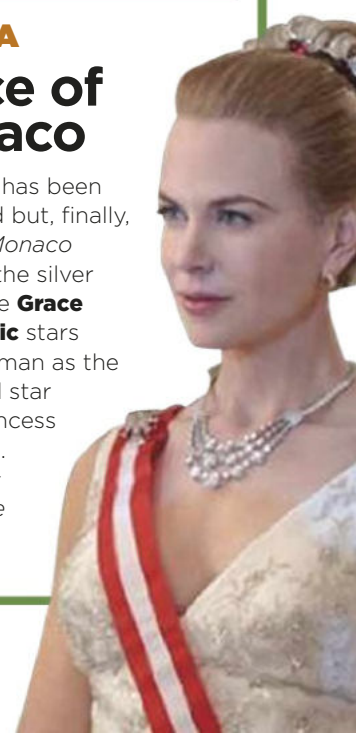 A
ce of
aco
has been
d but, finally,
Monaco
the silver
e Grace
ic stars
man as the
l star
ncess
.
e